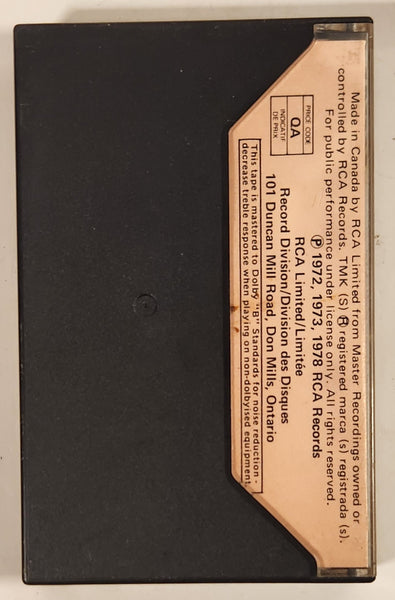 Made in Canada by RCA Limited from Master Recordings owned or
controlled by RCA Records. TMK (S) ® registered marca (s) registrada (s).
For public performance under license only. All rights reserved.
℗ 1972, 1973, 1978 RCA Records
RCA Limited/Limitée
Record Division/Division des Disques
101 Duncan Mill Road, Don Mills, Ontario
PRICE CODE
QA
INDICATIF
DE PRIX
This tape is mastered to Dolby "B" Standards for noise reduction -
decrease treble response when playing on non-dolbyised equipment.